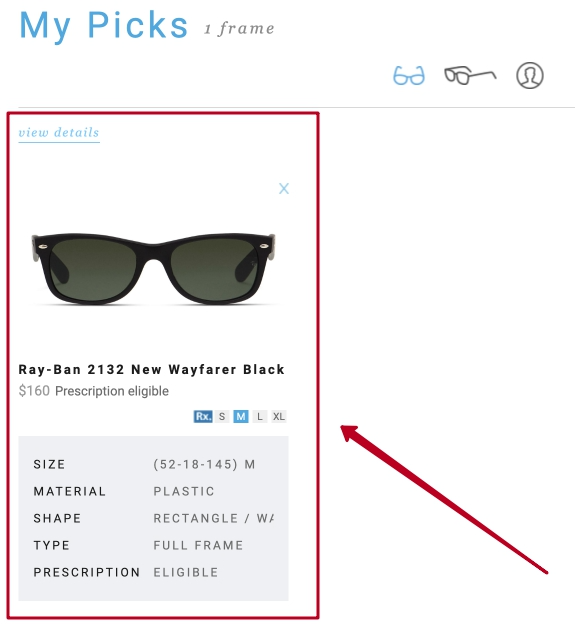 My Picks 1 frame
view details
X
Ray-Ban 2132 New Wayfarer Black
$160 Prescription eligible
Rx. S M L XL
SIZE (52-18-145) M
MATERIAL PLASTIC
SHAPE RECTANGLE /
TYPE FULL FRAME
PRESCRIPTION ELIGIBLE